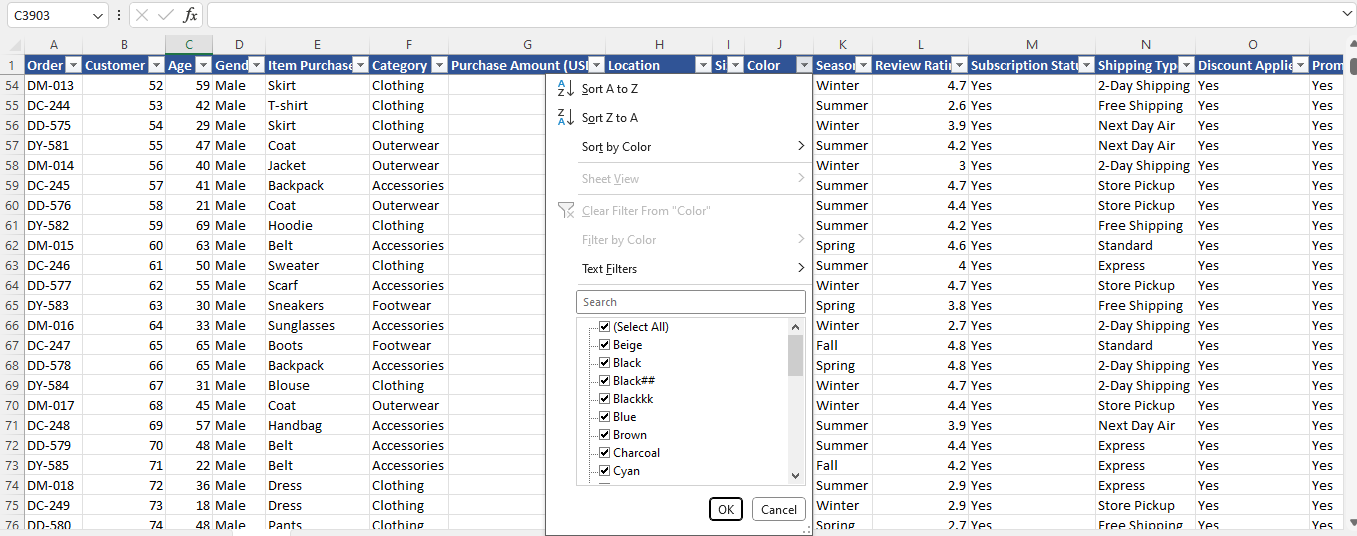 C3903 fx
A B C D E F G H I J K L M N O
1 Order Customer Age Gend Item Purchase Category Purchase Amount (USI Location Si Color Season Review Ratin Subscription Statu Shipping Typ Discount Applie Prom
54 DM-013 52 59 Male Skirt Clothing Winter 4.7 Yes 2-Day Shipping Yes Yes
55 DC-244 53 42 Male T-shirt Clothing Summer 2.6 Yes Free Shipping Yes Yes
56 DD-575 54 29 Male Skirt Clothing Winter 3.9 Yes Next Day Air Yes Yes
57 DY-581 55 47 Male Coat Outerwear Summer 4.2 Yes Next Day Air Yes Yes
58 DM-014 56 40 Male Jacket Outerwear Winter 3 Yes 2-Day Shipping Yes Yes
59 DC-245 57 41 Male Backpack Accessories Summer 4.7 Yes Store Pickup Yes Yes
60 DD-576 58 21 Male Coat Outerwear Summer 4.4 Yes Store Pickup Yes Yes
61 DY-582 59 69 Male Hoodie Clothing Summer 4.2 Yes Free Shipping Yes Yes
62 DM-015 60 63 Male Belt Accessories Spring 4.6 Yes Standard Yes Yes
63 DC-246 61 50 Male Sweater Clothing Summer 4 Yes Express Yes Yes
64 DD-577 62 55 Male Scarf Accessories Winter 4.7 Yes Store Pickup Yes Yes
65 DY-583 63 30 Male Sneakers Footwear Spring 3.8 Yes Free Shipping Yes Yes
66 DM-016 64 33 Male Sunglasses Accessories Winter 2.7 Yes 2-Day Shipping Yes Yes
67 DC-247 65 65 Male Boots Footwear Fall 4.8 Yes Standard Yes Yes
68 DD-578 66 65 Male Backpack Accessories Spring 4.8 Yes 2-Day Shipping Yes Yes
69 DY-584 67 31 Male Blouse Clothing Winter 4.7 Yes 2-Day Shipping Yes Yes
70 DM-017 68 45 Male Coat Outerwear Winter 4.4 Yes Store Pickup Yes Yes
71 DC-248 69 57 Male Handbag Accessories Summer 3.9 Yes Next Day Air Yes Yes
72 DD-579 70 48 Male Belt Accessories Summer 4.4 Yes Express Yes Yes
73 DY-585 71 22 Male Belt Accessories Fall 4.2 Yes Express Yes Yes
74 DM-018 72 36 Male Dress Clothing Summer 2.9 Yes Express Yes Yes
75 DC-249 73 18 Male Dress Clothing Winter 2.9 Yes Store Pickup Yes Yes
76 DD-580 74 48 Male Pants Clothing Spring 2.7 Yes Free Shipping Yes Yes
Sort A to Z
Sort Z to A
Sort by Color
Sheet View
Clear Filter From "Color"
Filter by Color
Text Filters
Search
(Select All)
Beige
Black
Black##
Blackkk
Blue
Brown
Charcoal
Cyan
OK Cancel